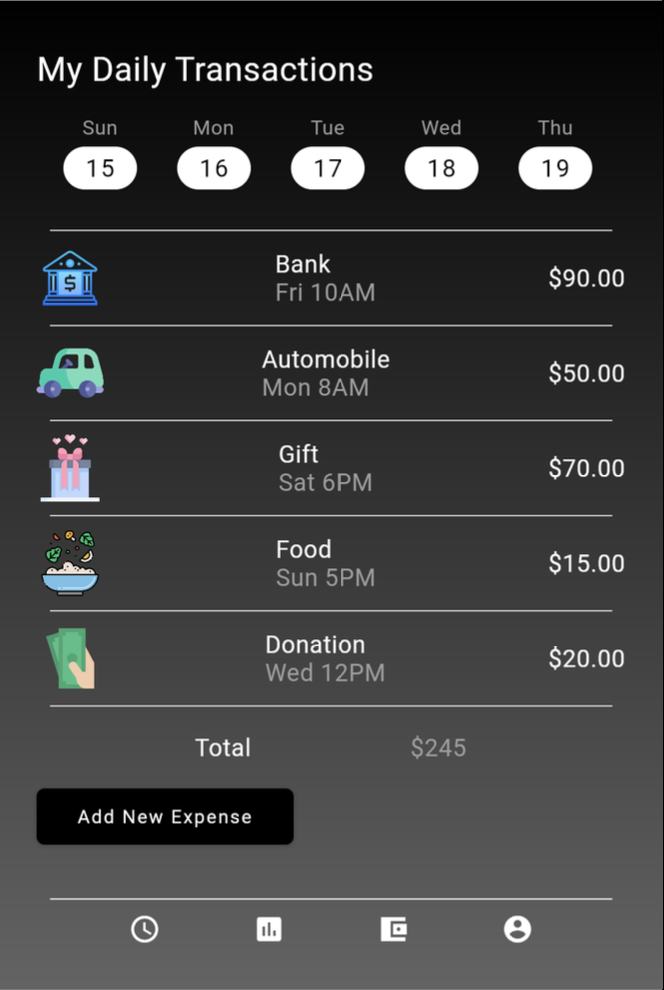 My Daily Transactions
Sun Mon Tue Wed Thu
15 16 17 18 19
$
Bank
Fri 10AM
$90.00
Automobile
Mon 8AM
$50.00
Gift
Sat 6PM
$70.00
Food
Sun 5PM
$15.00
Donation
Wed 12PM
$20.00
Total $245
Add New Expense